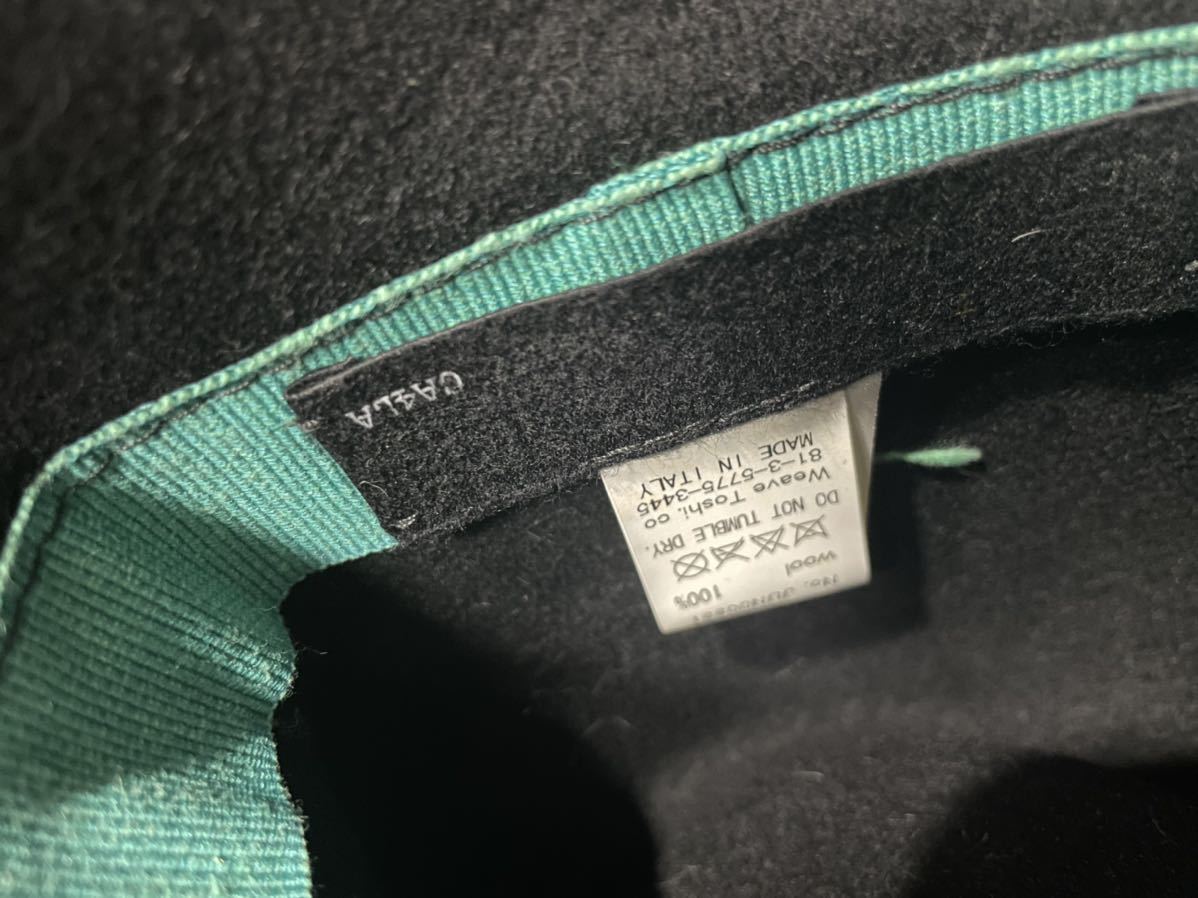 CA4LA
100%
wool
DO NOT TUMBLE DRY.
Weave Toshi.co
81-3-5775-3445
MADE IN ITALY